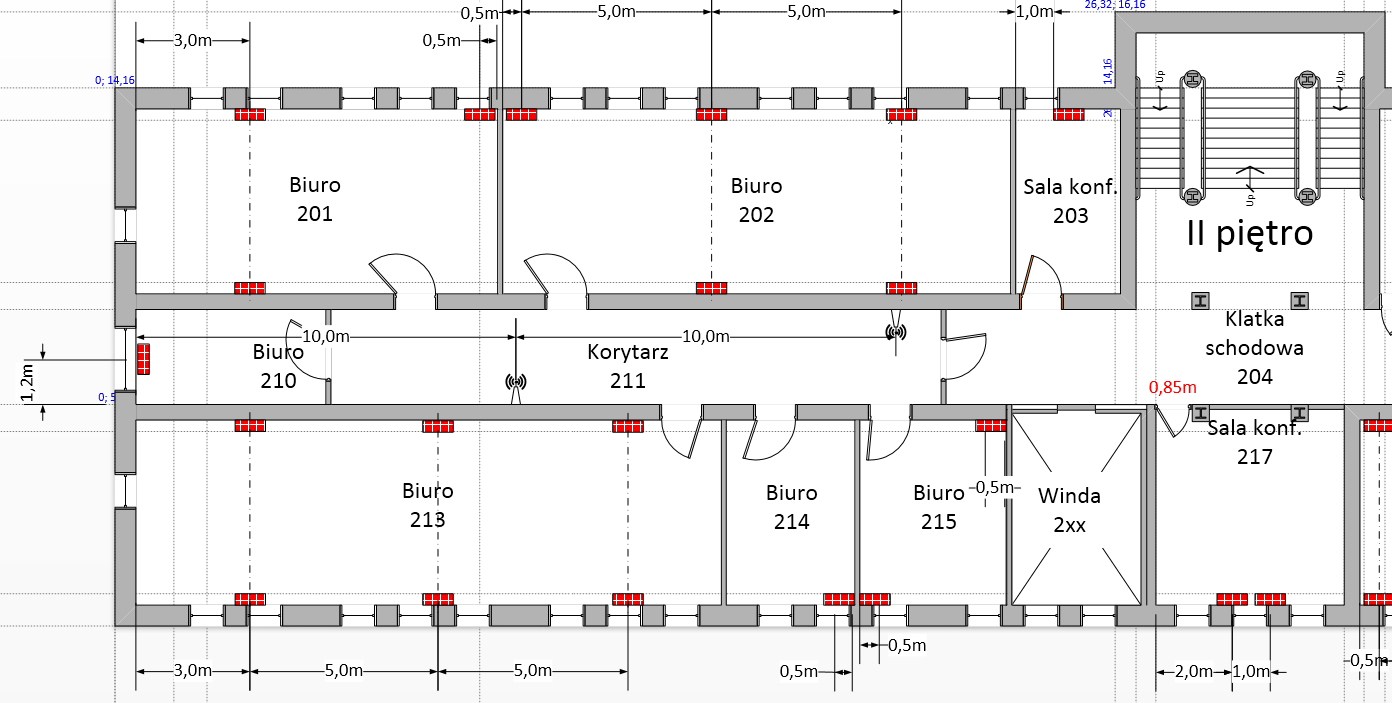 26,32; 16,16
0,5m
5,0m
5,0m
1,0m
3,0m
0,5m
0; 14,16
14,16
Up
Up
Up
Biuro
201
Biuro
202
Sala konf.
203
II piętro
10,0m
10,0m
1,2m
Biuro
210
Korytarz
211
Klatka
schodowa
204
0,85m
Sala konf.
217
Biuro
213
Biuro
214
Biuro
215
0,5m
Winda
2xx
3,0m
5,0m
5,0m
0,5m
0,5m
2,0m
1,0m
0,5m